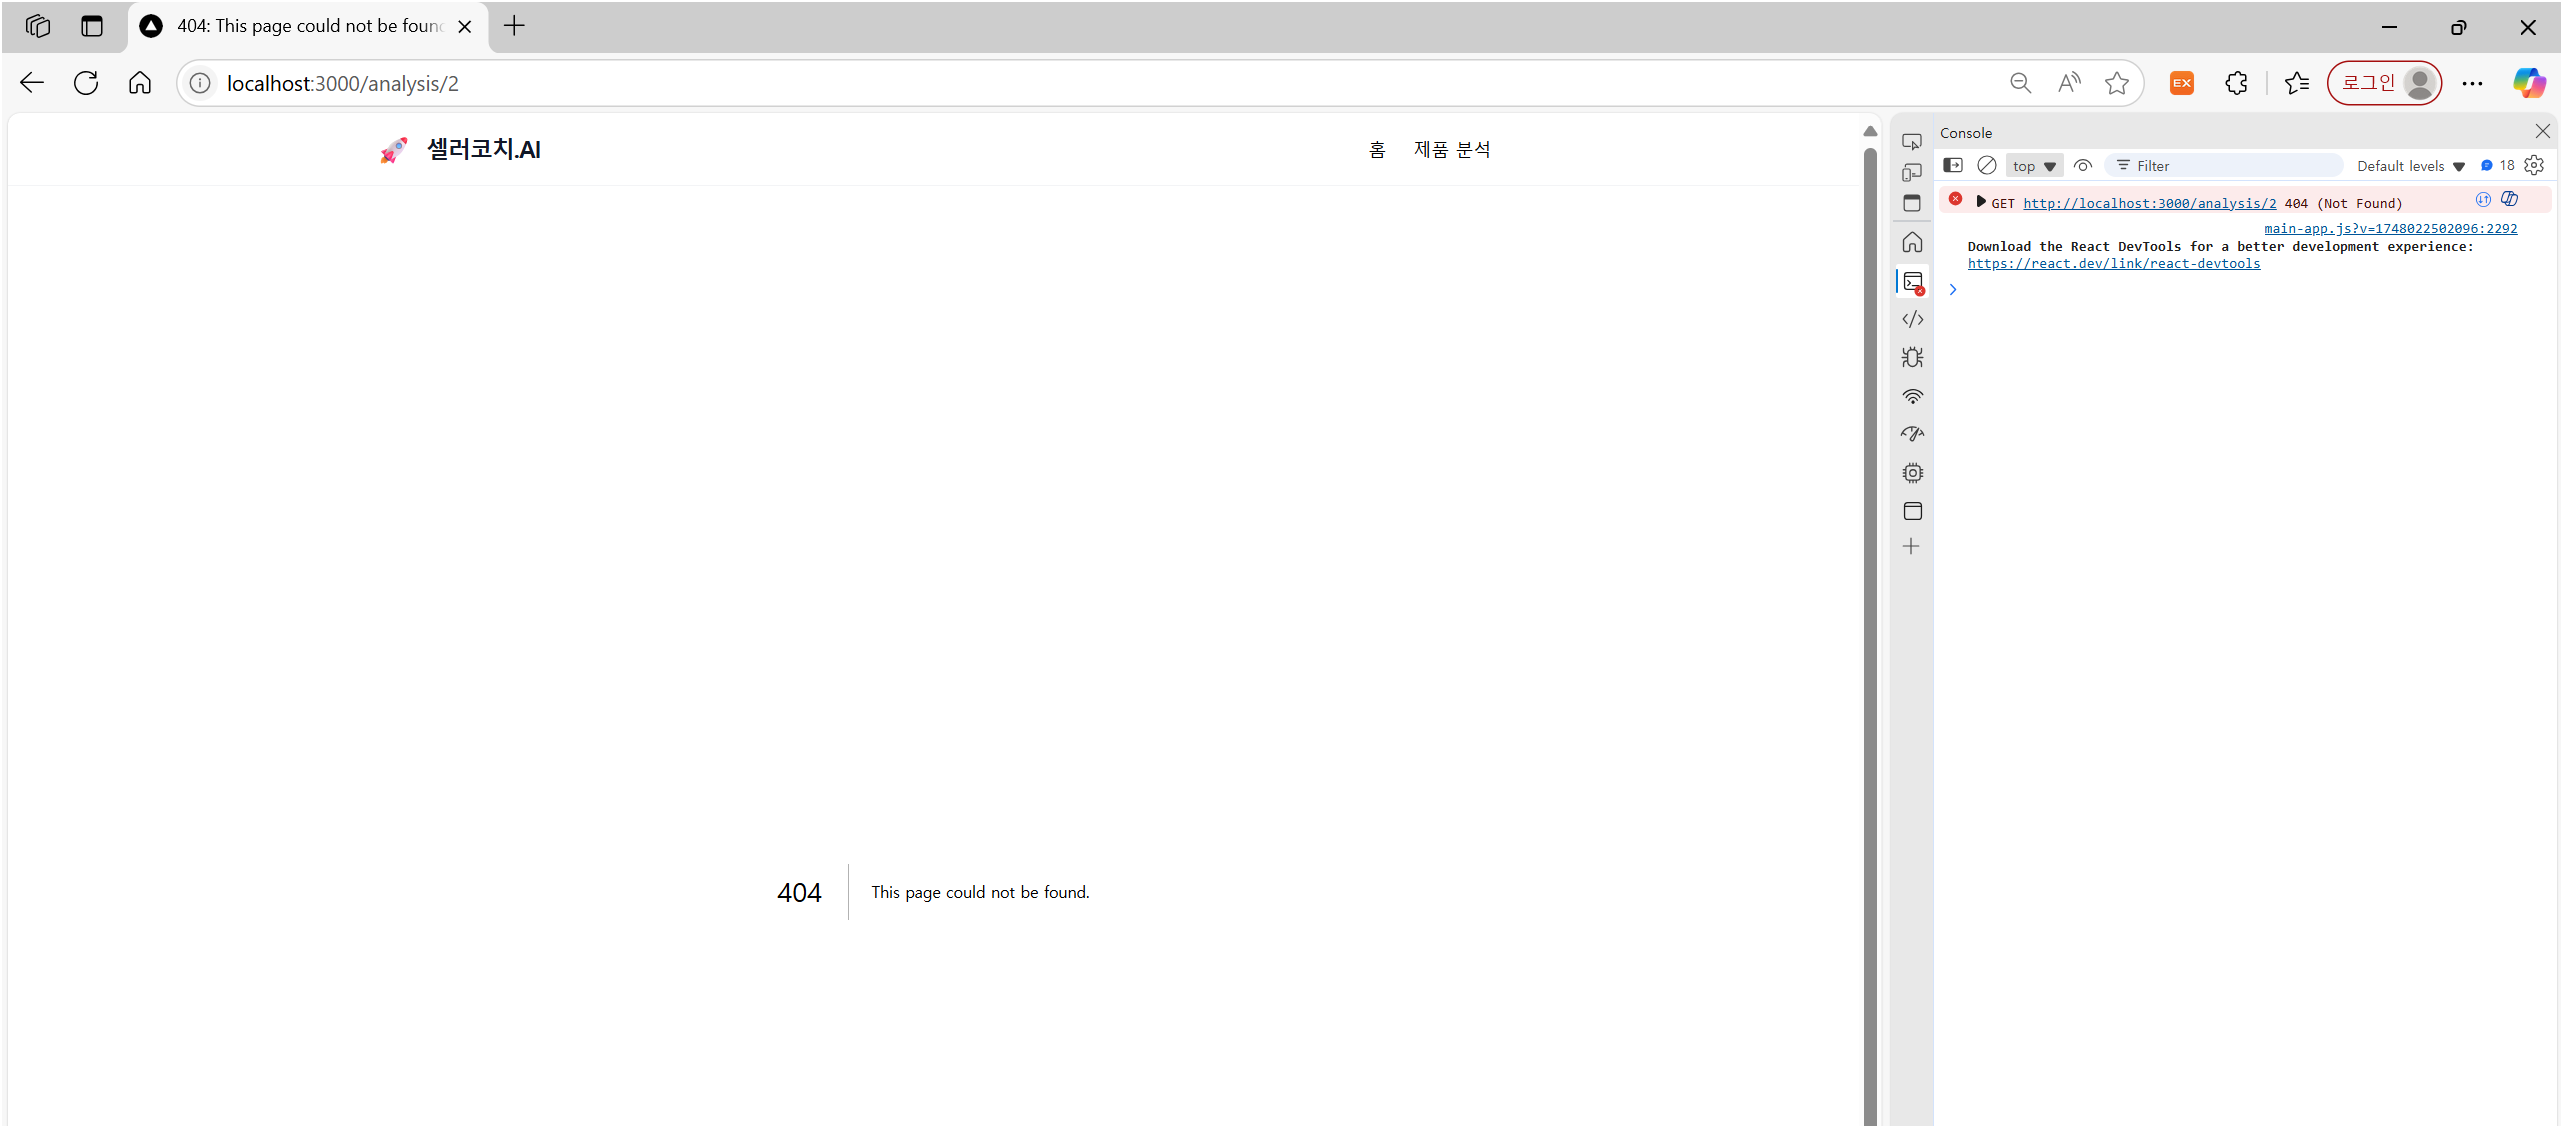 404: This page could not be foun
localhost:3000/analysis/2
EX
로그인
🚀 셀러코치.AI
홈
제품 분석
404
This page could not be found.
Console
top
Filter
Default levels
18
GET http://localhost:3000/analysis/2 404 (Not Found)
main-app.js?v=1748022502096:2292
Download the React DevTools for a better development experience:
https://react.dev/link/react-devtools